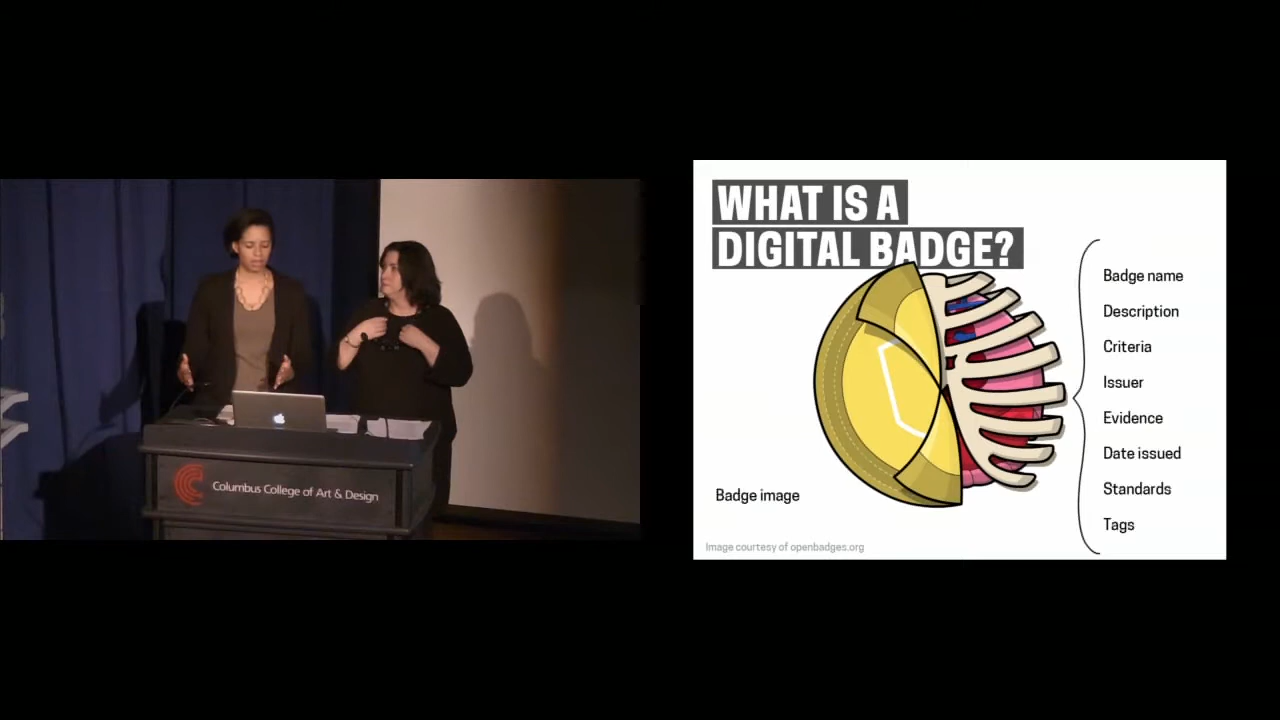 Columbus College of Art & Design
WHAT IS A
DIGITAL BADGE?
Badge name
Description
Criteria
Issuer
Evidence
Date issued
Standards
Tags
Badge image
Image courtesy of openbadges.org